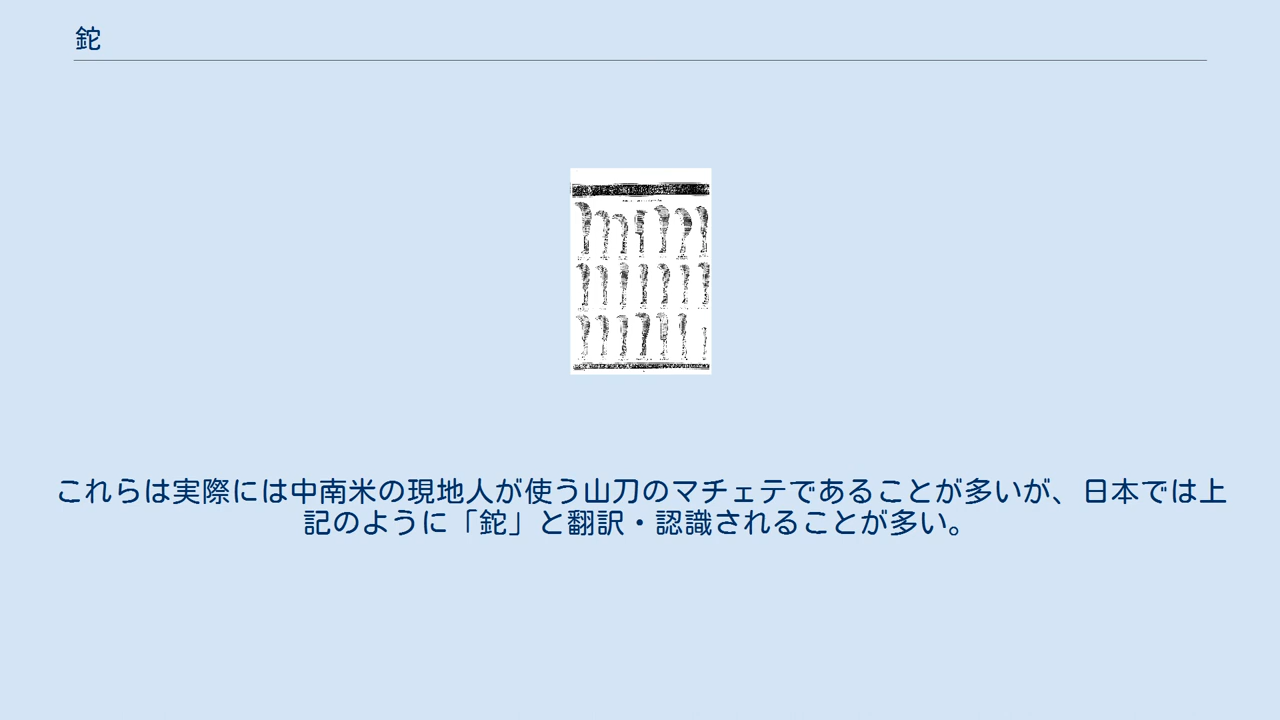 鉈
これらは実際には中南米の現地人が使う山刀のマチェテであることが多いが、日本では上
記のように「鉈」と翻訳・認識されることが多い。